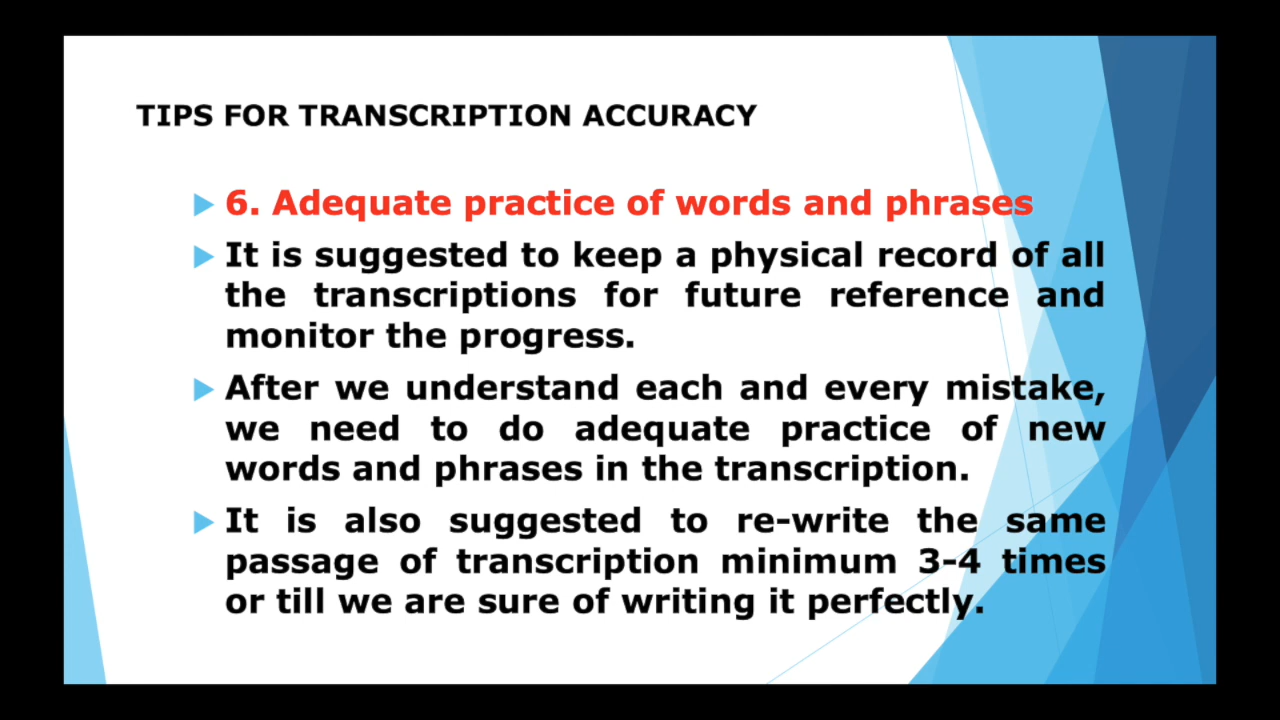 TIPS FOR TRANSCRIPTION ACCURACY
6. Adequate practice of words and phrases
It is suggested to keep a physical record of all
the transcriptions for future reference and
monitor the progress.
After we understand each and every mistake,
we need to do adequate practice of new
words and phrases in the transcription.
It is also suggested to re-write the same
passage of transcription minimum 3-4 times
or till we are sure of writing it perfectly.